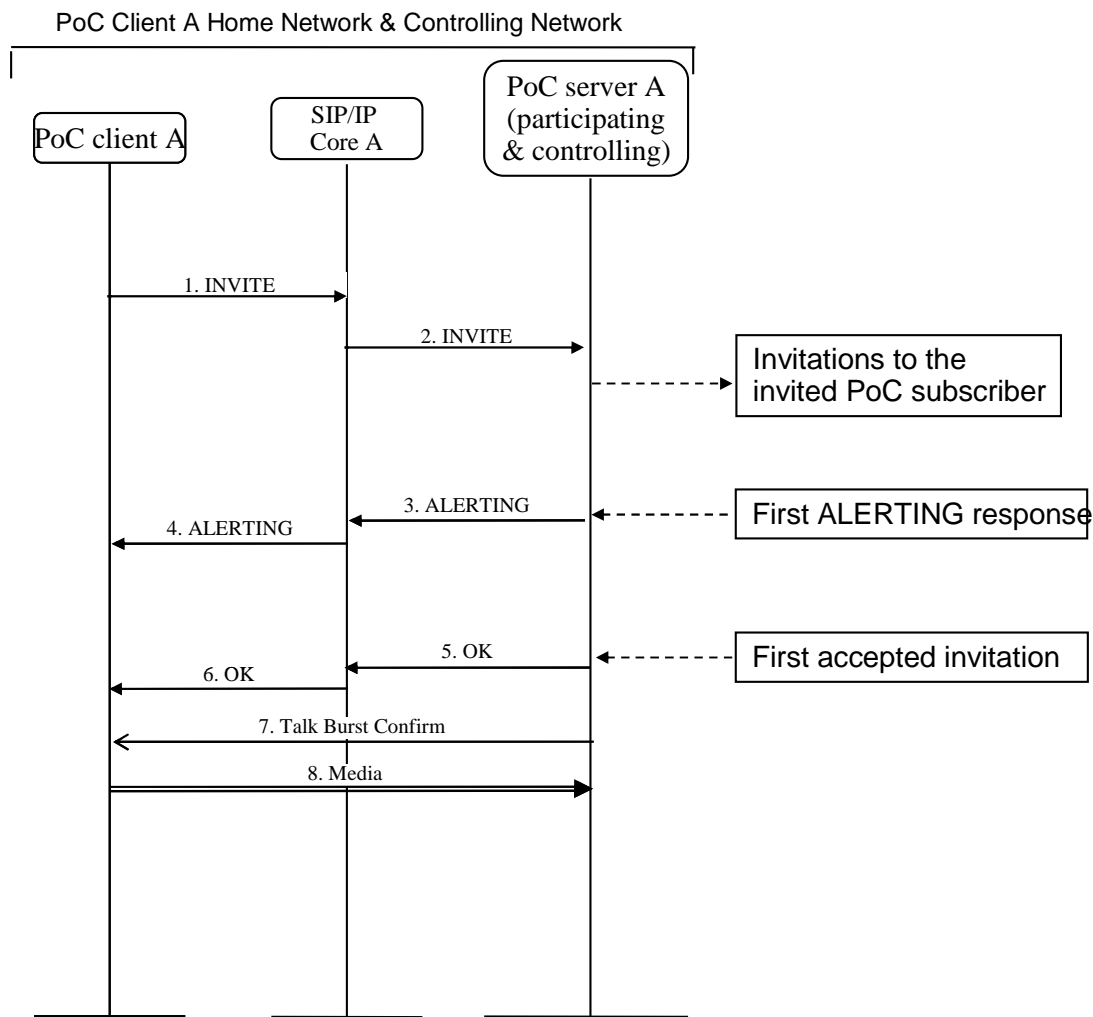 PoC Client A Home Network & Controlling Network
PoC client A
SIP/IP
Core A
PoC server A
(participating
& controlling)
1. INVITE
2. INVITE
Invitations to the
invited PoC subscriber
3. ALERTING
First ALERTING response
4. ALERTING
5. OK
First accepted invitation
6. OK
7. Talk Burst Confirm
8. Media